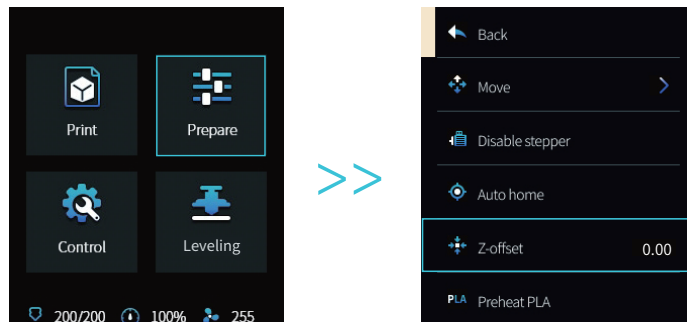 Print
Prepare
Control
Leveling
200/200 100% 255
>>
Back
Move
Disable stepper
Auto home
Z-offset 0.00
PLA Preheat PLA